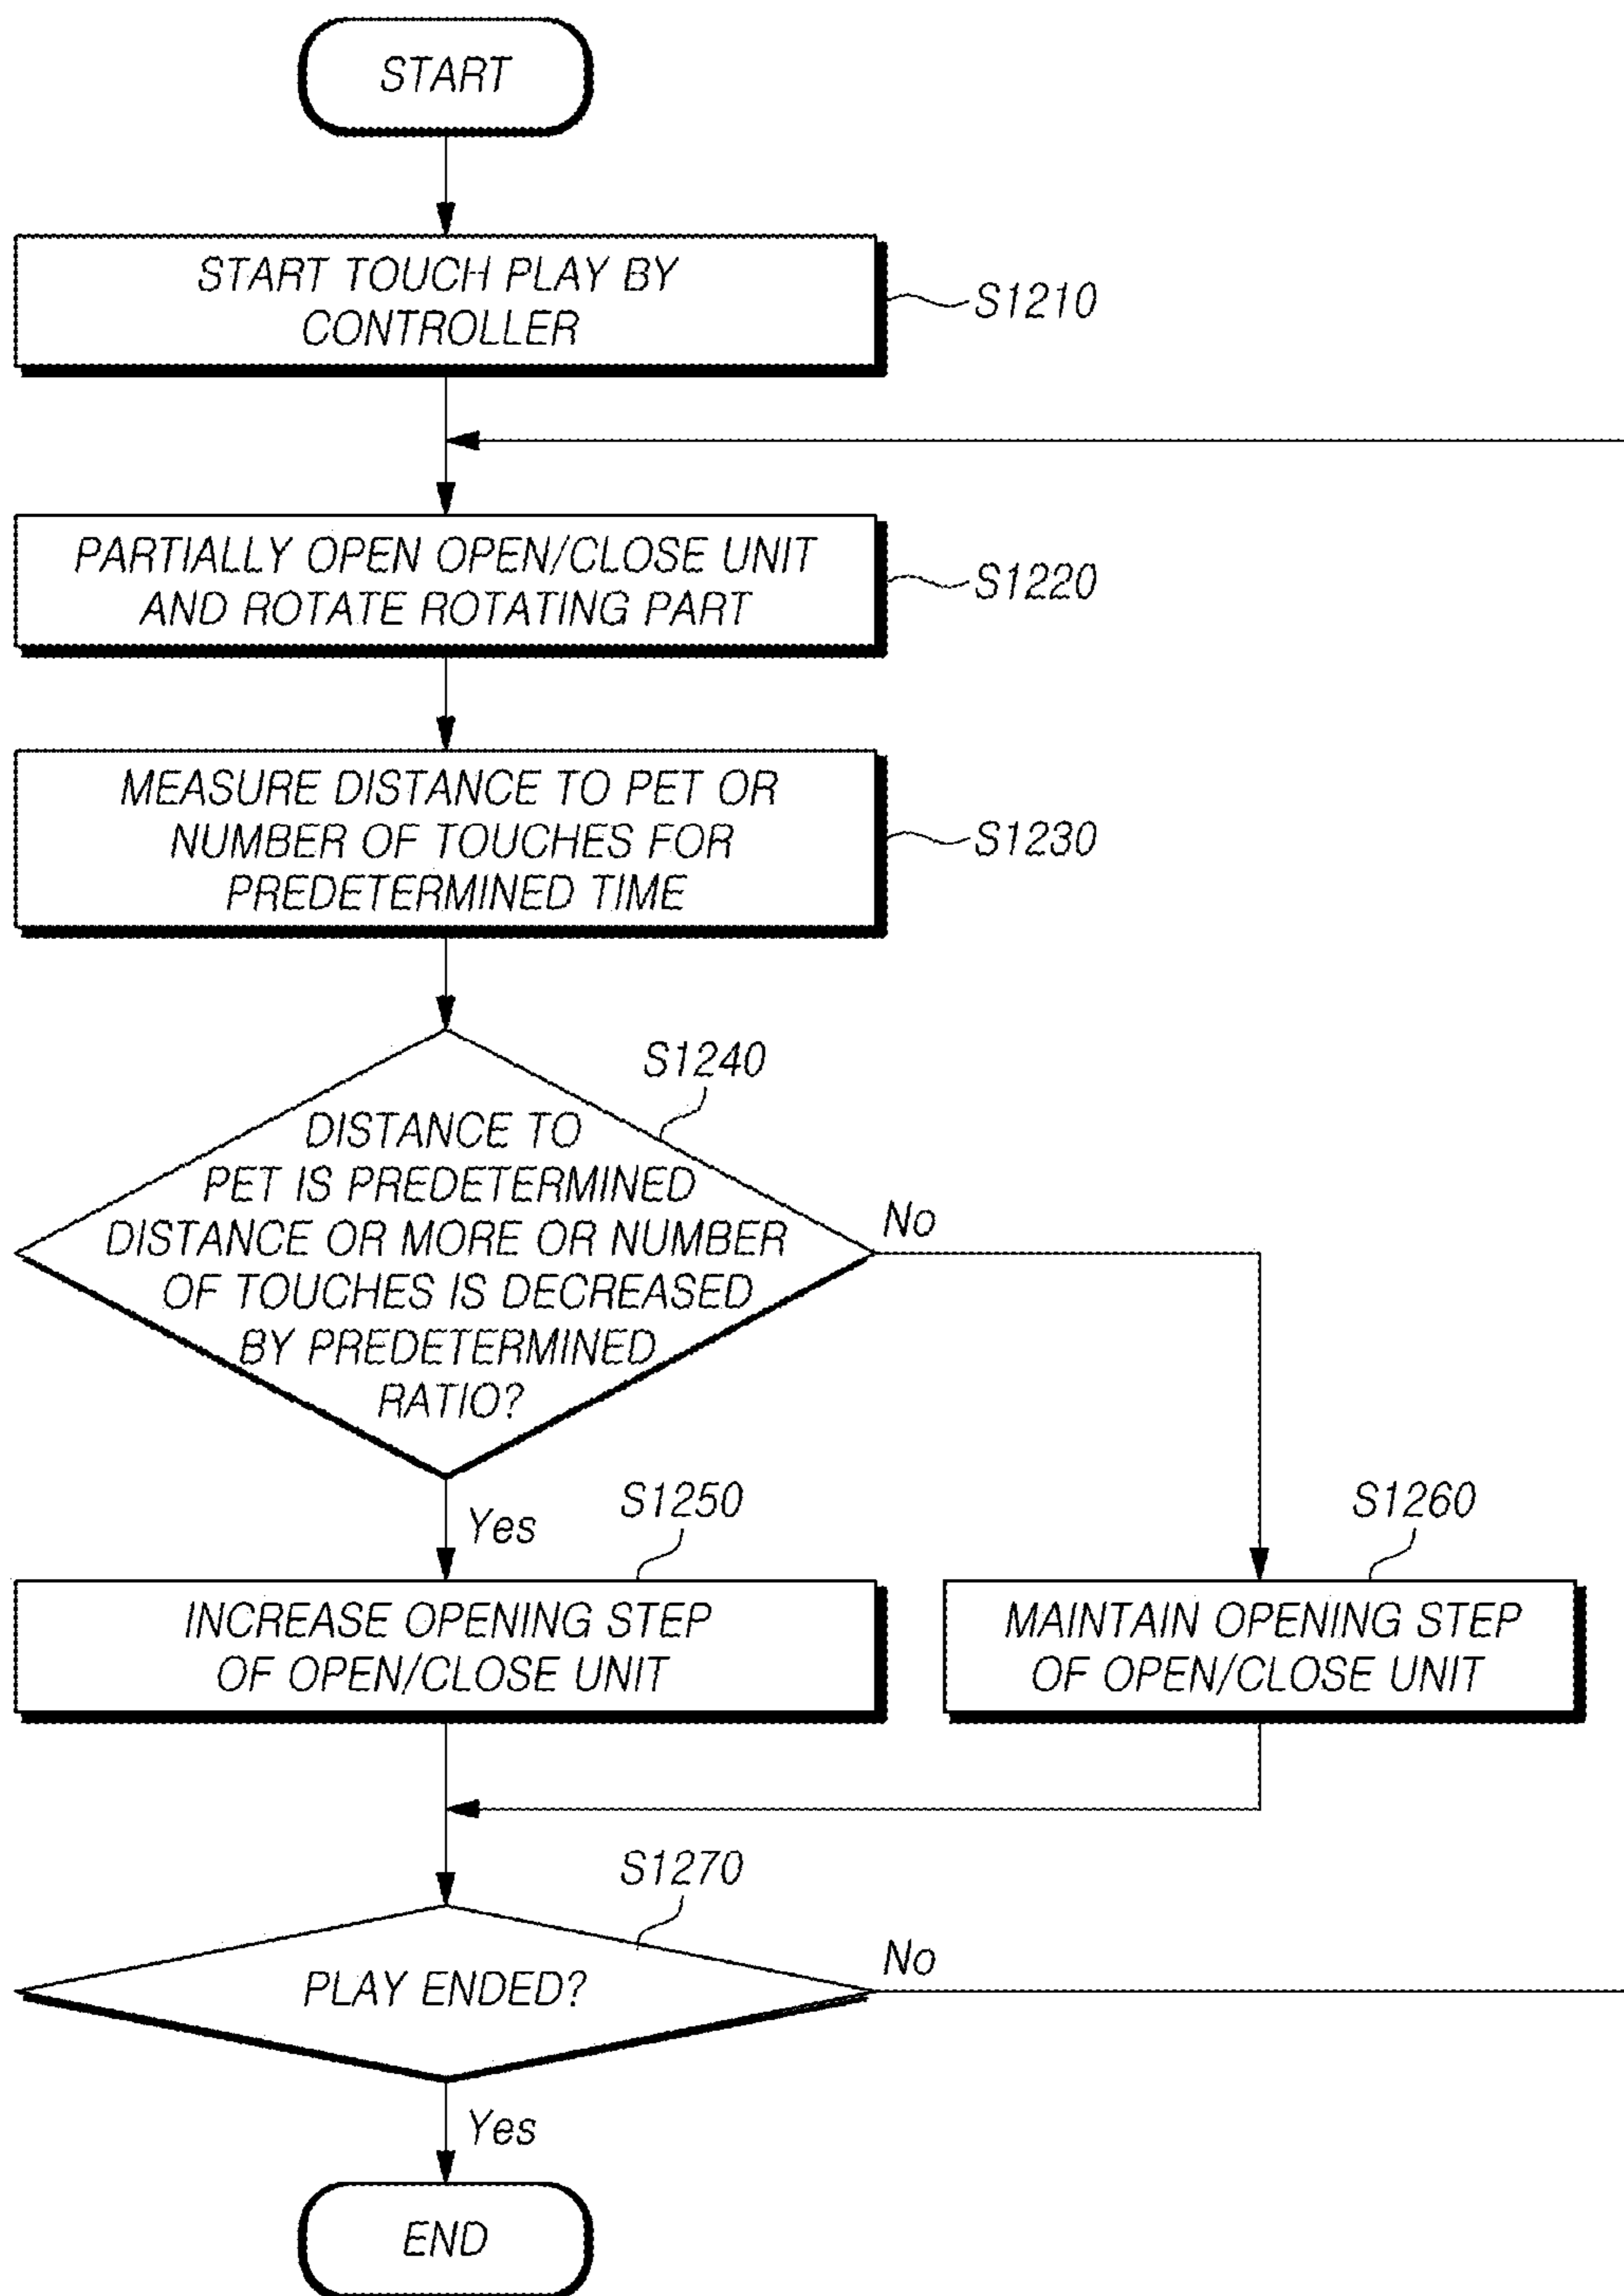 START
START TOUCH PLAY BY
CONTROLLER
S1210
PARTIALLY OPEN OPEN/CLOSE UNIT
AND ROTATE ROTATING PART
S1220
MEASURE DISTANCE TO PET OR
NUMBER OF TOUCHES FOR
PREDETERMINED TIME
S1230
S1240
DISTANCE TO
PET IS PREDETERMINED
DISTANCE OR MORE OR NUMBER
OF TOUCHES IS DECREASED
BY PREDETERMINED
RATIO?
No
Yes
S1250
INCREASE OPENING STEP
OF OPEN/CLOSE UNIT
S1260
MAINTAIN OPENING STEP
OF OPEN/CLOSE UNIT
S1270
PLAY ENDED?
No
Yes
END